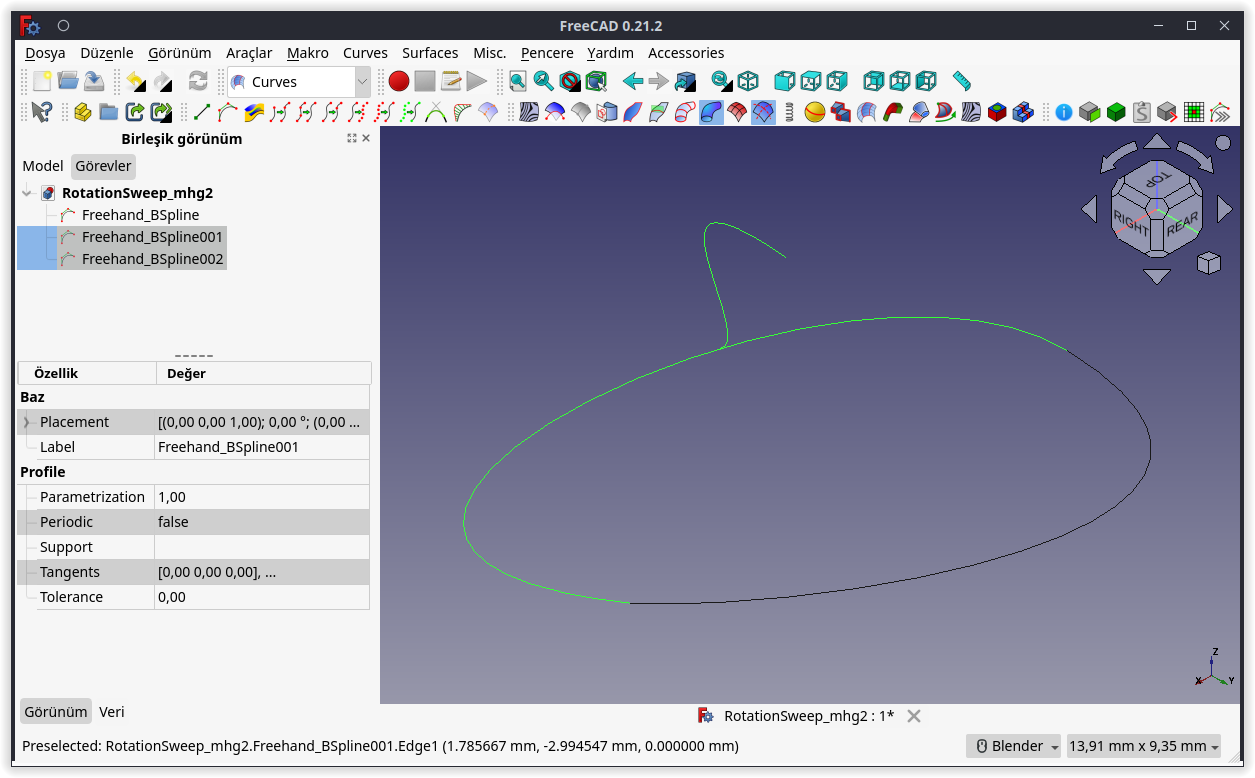 FreeCAD 0.21.2
Dosya Düzenle Görünüm Araçlar Makro Curves Surfaces Misc. Pencere Yardım Accessories
Curves
Birleşik görünüm
Model Görevler
RotationSweep_mhg2
Freehand_BSpline
Freehand_BSpline001
Freehand_BSpline002
Özellik Değer
Baz
Placement [(0,00 0,00 1,00); 0,00 °; (0,00 ...
Label Freehand_BSpline001
Profile
Parametrization 1,00
Periodic false
Support
Tangents [0,00 0,00 0,00], ...
Tolerance 0,00
TOP
RIGHT REAR
Z
X Y
Görünüm Veri
RotationSweep_mhg2 : 1*
Preselected: RotationSweep_mhg2.Freehand_BSpline001.Edge1 (1.785667 mm, -2.994547 mm, 0.000000 mm)
Blender 13,91 mm x 9,35 mm